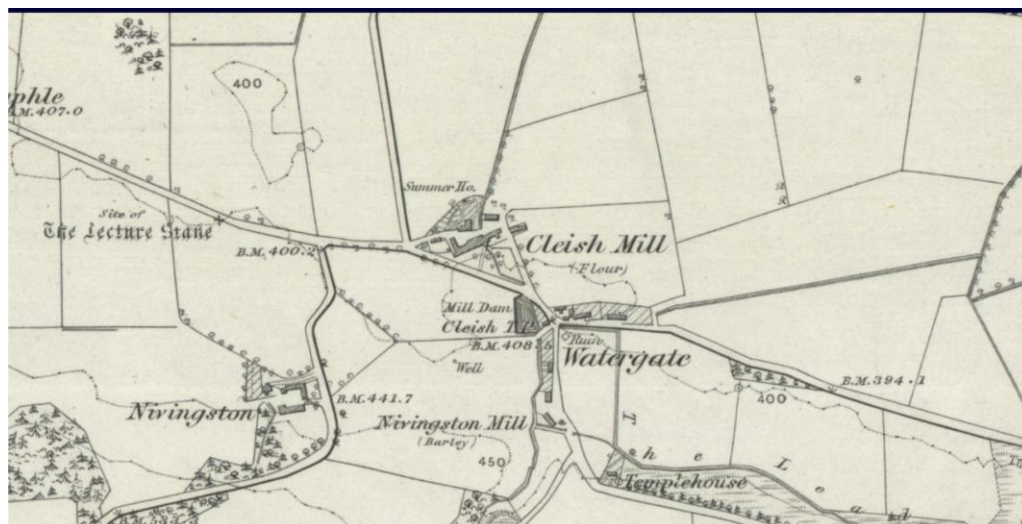 400
B.M. 407.0
Summer Ho.
Site of
The Lecture Stane
B.M. 400.2
Cleish Mill
(Flour)
Mill Dam
Cleish
B.M. 408.
Ruin
Watergate
Well
B.M. 394.1
400
Nivingston
B.M. 441.7
Nivingston Mill
(Barley)
450
Templehouse
The Lead